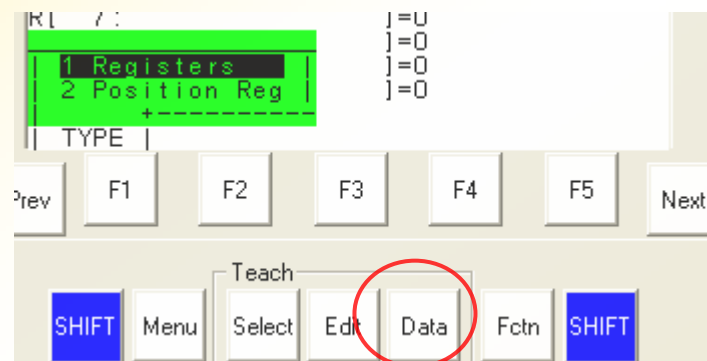 R[ 7: ]=0
]=0
1 Registers ]=0
2 Position Reg ]=0
+----------
TYPE
Prev F1 F2 F3 F4 F5 Next
Teach
SHIFT Menu Select Edit Data Fctn SHIFT